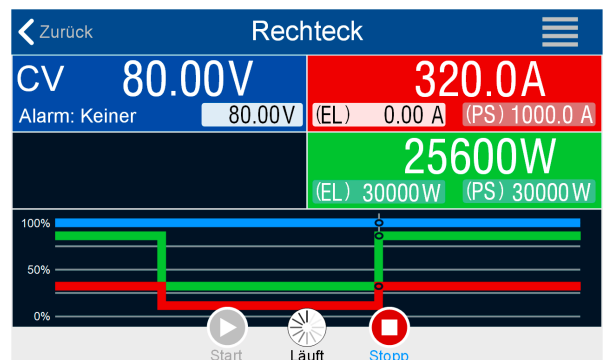 Zurück Rechteck
CV 80.00V 320.0A
Alarm: Keiner 80.00V (EL) 0.00 A (PS) 1000.0 A
25600W
(EL) 30000W (PS) 30000W
100%
50%
0%
Start Läuft Stopp